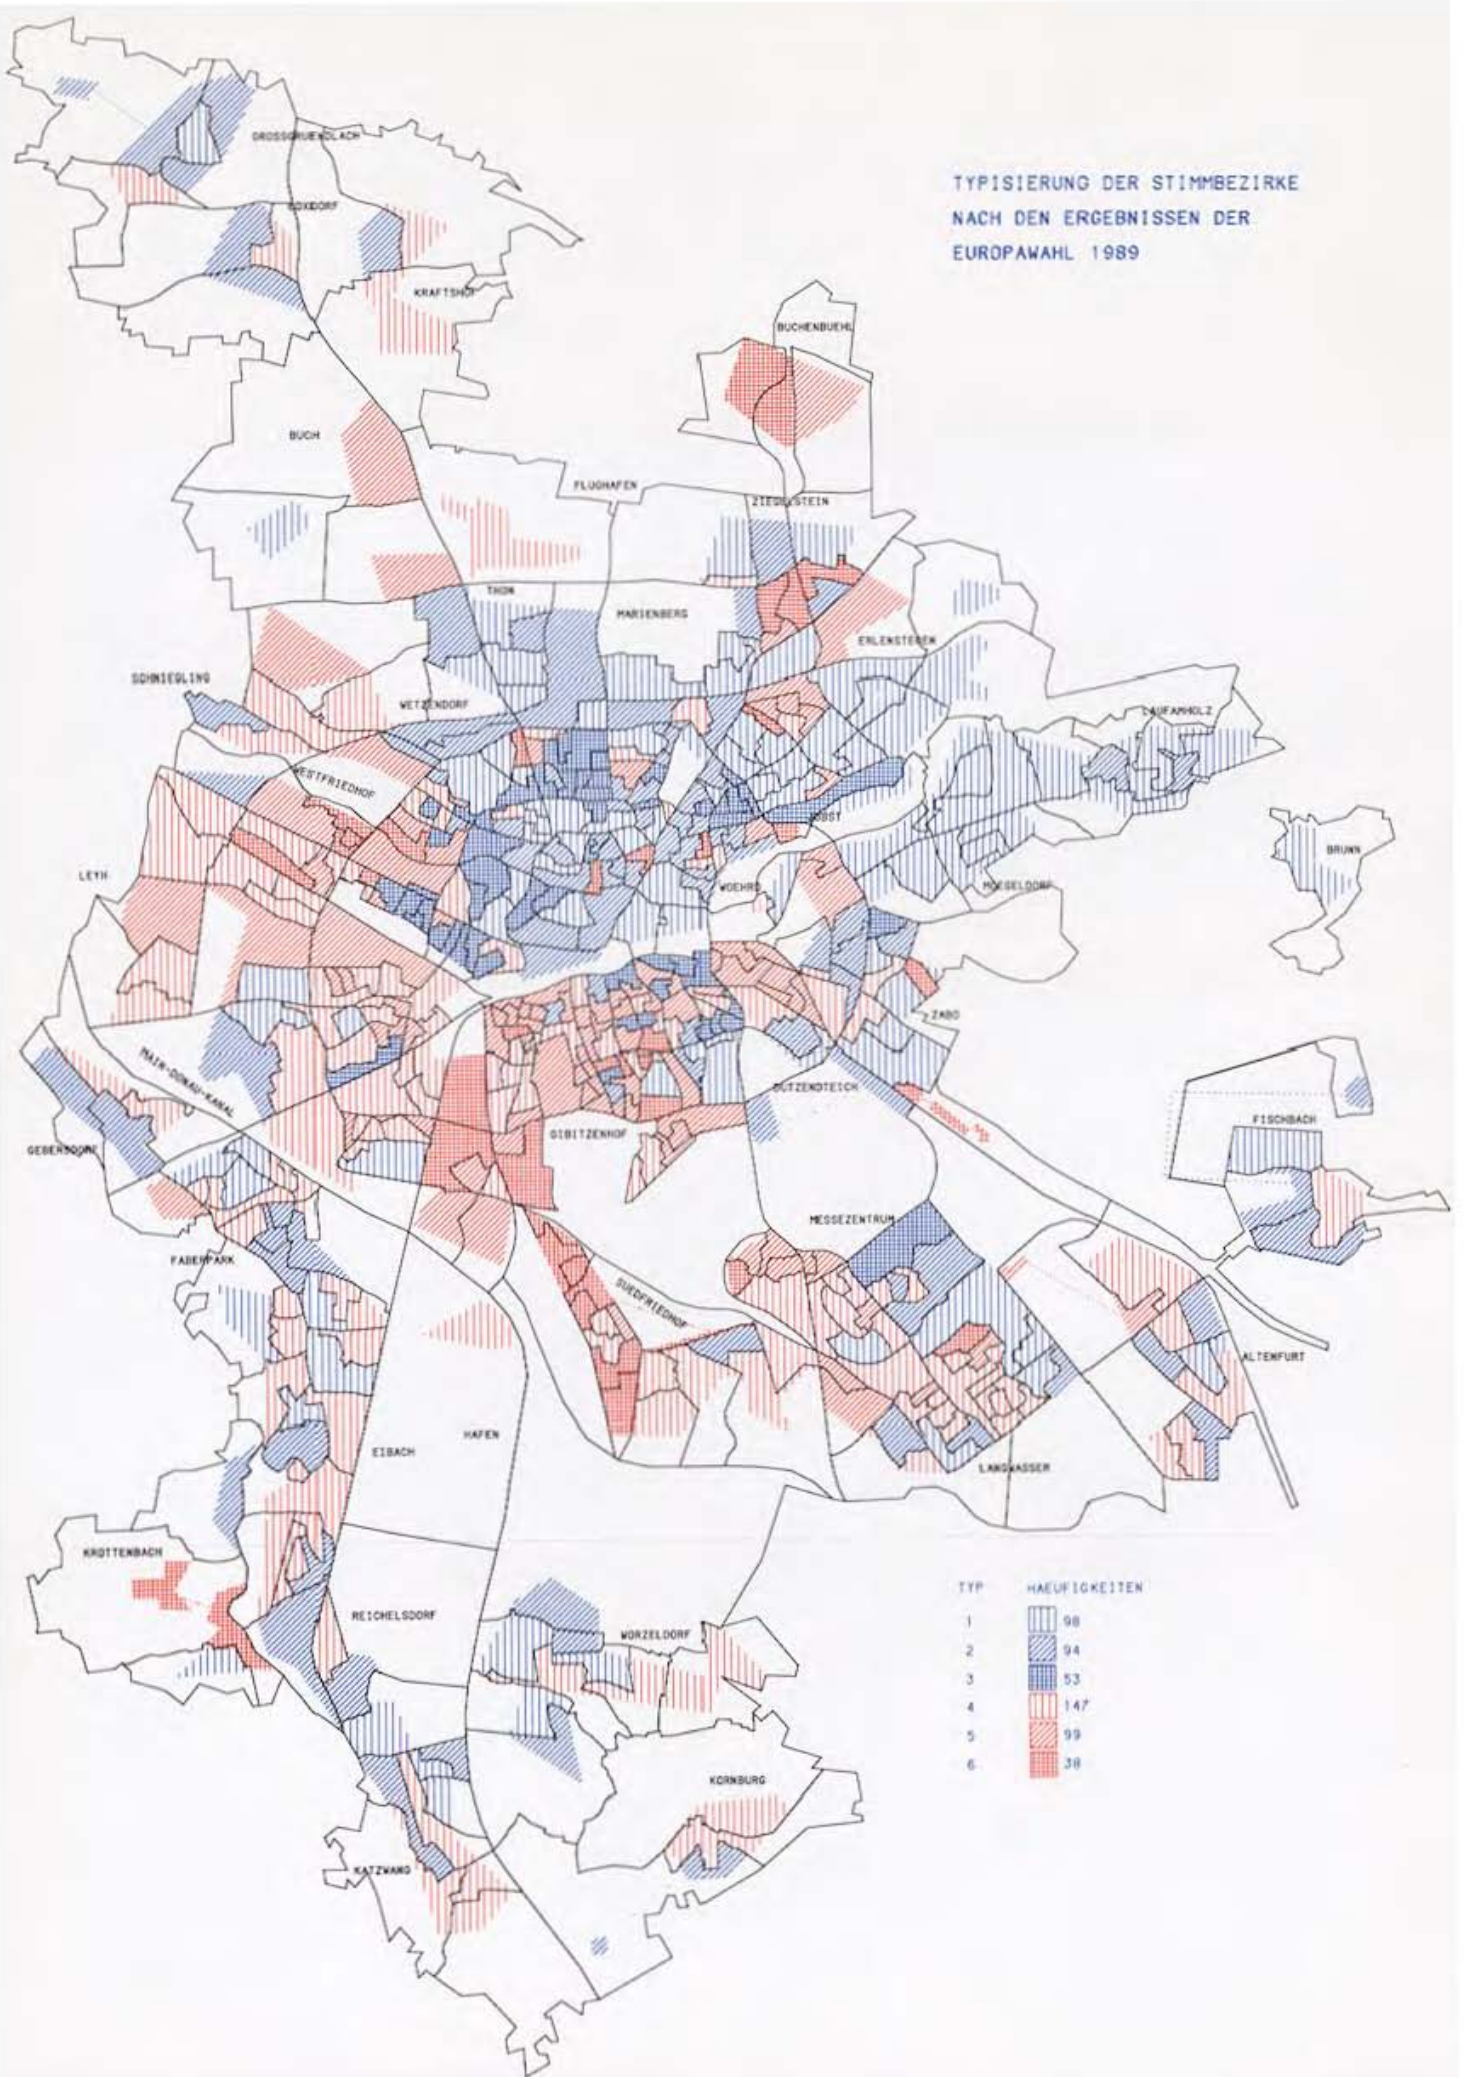 TYPISIERUNG DER STIMMBEZIRKE
NACH DEN ERGEBNISSEN DER
EUROPAWAHL 1989
GROSSGRUENDLACH
BOXDORF
KRAFTSHOF
BUCHENBUEHL
BUCH
FLUGHAFEN
ZIEGELSTEIN
THON
MARIENBERG
ERLENSTEGEN
SCHNIEGLING
WETZENDORF
LAUFAMHOLZ
WESTFRIEDHOF
JOBST
BRUNN
LEYH
WOEHRD
MOEGELDORF
ZABO
MAIN-DONAU-KANAL
DUTZENDTEICH
FISCHBACH
GIBITZENHOF
GEBERSDORF
MESSEZENTRUM
FABERPARK
SUEDFRIEDHOF
ALTENFURT
HAFEN
EIBACH
LANGWASSER
KROTTENBACH
REICHELSDORF
WORZELDORF
KORNBURG
KATZWANG
TYP HAEUFIGKEITEN
1 98
2 94
3 53
4 147
5 99
6 38